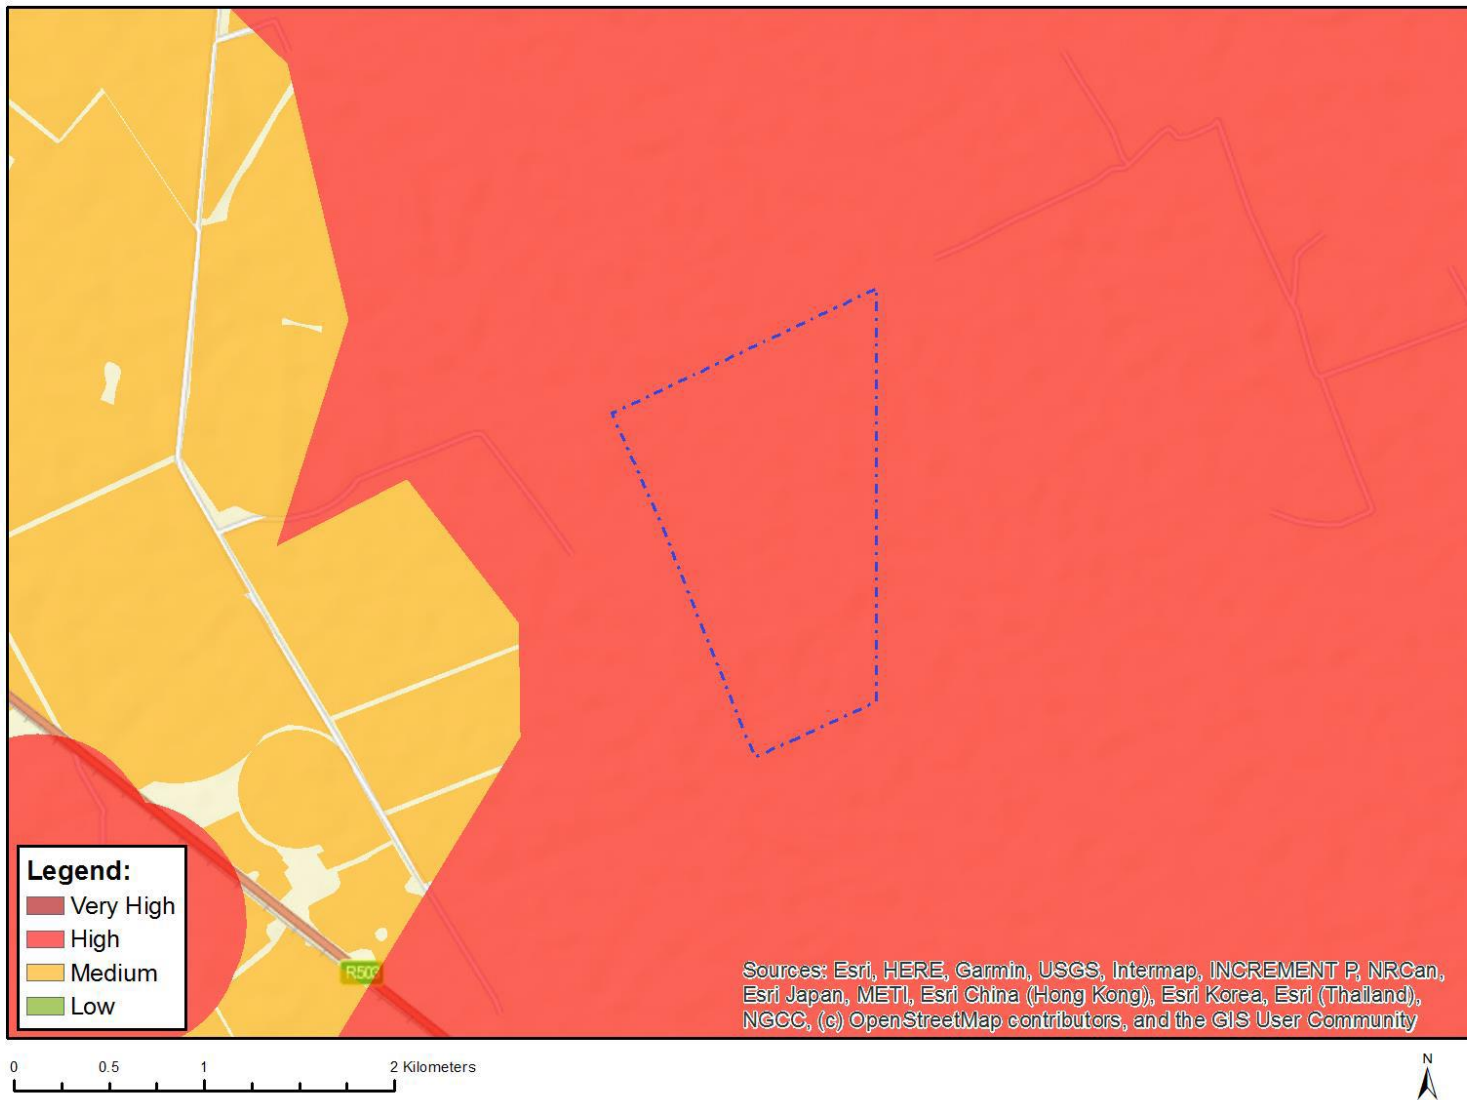 R503
Legend:
Very High
High
Medium
Low
Sources: Esri, HERE, Garmin, USGS, Intermap, INCREMENT P, NRCan,
Esri Japan, METI, Esri China (Hong Kong), Esri Korea, Esri (Thailand),
NGCC, (c) OpenStreetMap contributors, and the GIS User Community
0 0.5 1 2 Kilometers
N